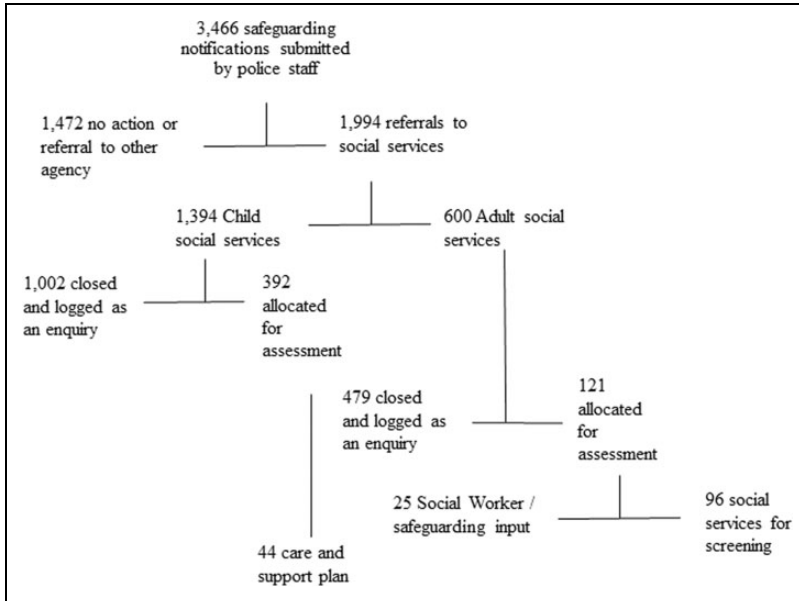 3,466 safeguarding
notifications submitted
by police staff
1,472 no action or
referral to other
agency
1,994 referrals to
social services
1,394 Child
social services
600 Adult social
services
1,002 closed
and logged as
an enquiry
392
allocated
for
assessment
479 closed
and logged as
an enquiry
121
allocated
for
assessment
25 Social Worker /
safeguarding input
96 social
services for
screening
44 care and
support plan